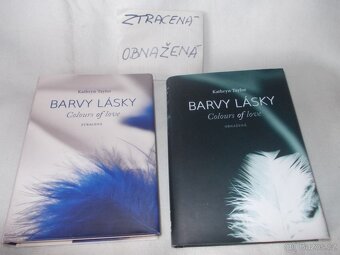 ZTRACENÁ-
OBNAŽENÁ
Kathryn Taylor
BARVY LÁSKY
Colours of love
ZTRACENÁ
Kathryn Taylor
BARVY LÁSKY
Colours of love
OBNAŽENÁ